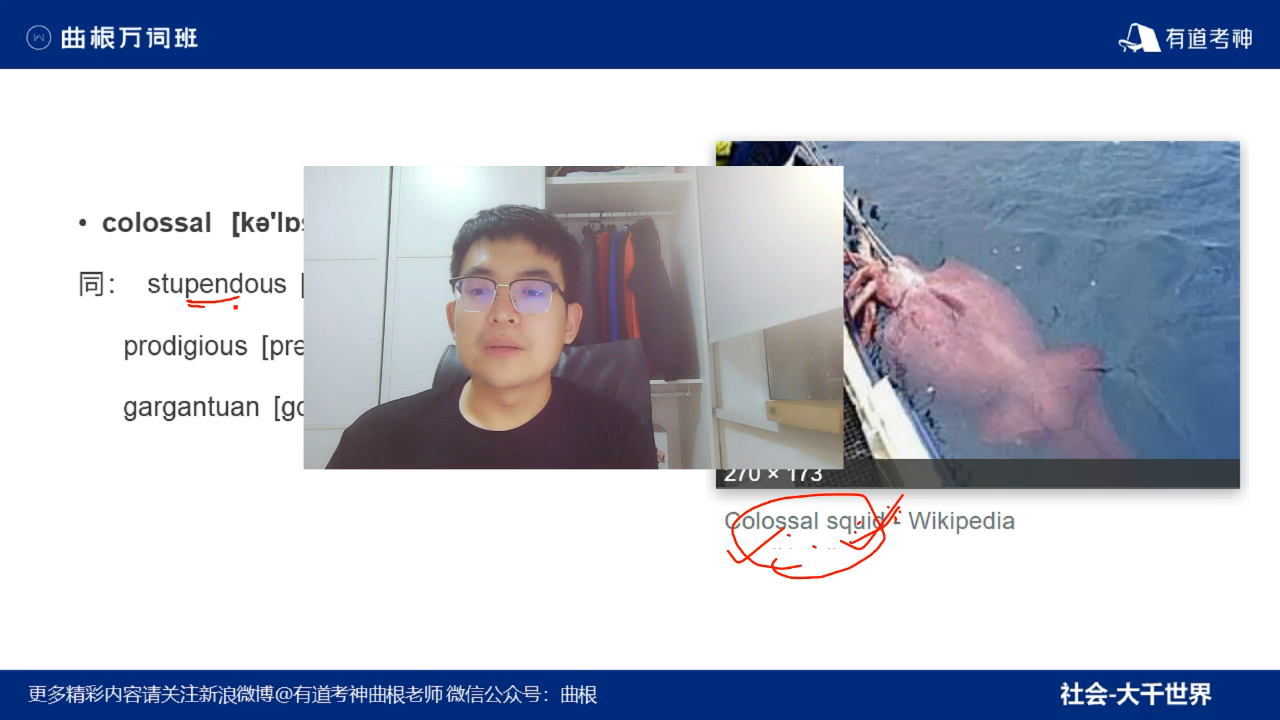 曲根万词班
有道考神
• colossal [kə'lɒs
同： stupendous [
prodigious [prə
gargantuan [gɑ
270 × 173
Colossal squid - Wikipedia
更多精彩内容请关注新浪微博@有道考神曲根老师 微信公众号：曲根
社会-大千世界